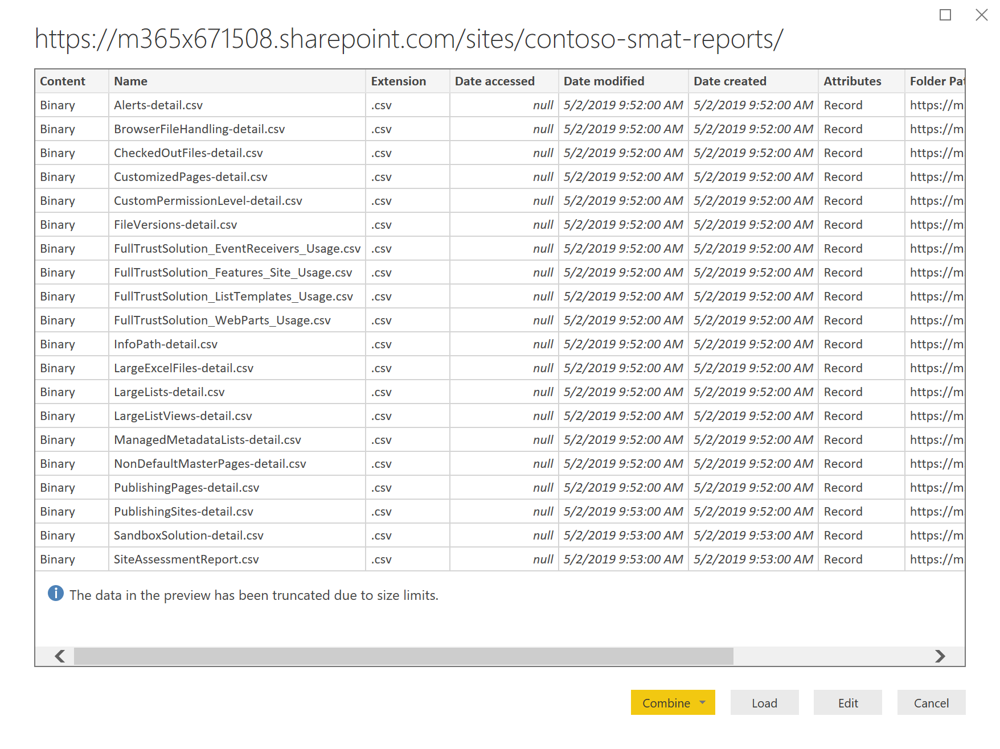 https://m365x671508.sharepoint.com/sites/contoso-smat-reports/
Content Name Extension Date accessed Date modified Date created Attributes Folder Pat
Binary Alerts-detail.csv .csv null 5/2/2019 9:52:00 AM 5/2/2019 9:52:00 AM Record https://m
Binary BrowserFileHandling-detail.csv .csv null 5/2/2019 9:52:00 AM 5/2/2019 9:52:00 AM Record https://m
Binary CheckedOutFiles-detail.csv .csv null 5/2/2019 9:52:00 AM 5/2/2019 9:52:00 AM Record https://m
Binary CustomizedPages-detail.csv .csv null 5/2/2019 9:52:00 AM 5/2/2019 9:52:00 AM Record https://m
Binary CustomPermissionLevel-detail.csv .csv null 5/2/2019 9:52:00 AM 5/2/2019 9:52:00 AM Record https://m
Binary FileVersions-detail.csv .csv null 5/2/2019 9:52:00 AM 5/2/2019 9:52:00 AM Record https://m
Binary FullTrustSolution_EventReceivers_Usage.csv .csv null 5/2/2019 9:52:00 AM 5/2/2019 9:52:00 AM Record https://m
Binary FullTrustSolution_Features_Site_Usage.csv .csv null 5/2/2019 9:52:00 AM 5/2/2019 9:52:00 AM Record https://m
Binary FullTrustSolution_ListTemplates_Usage.csv .csv null 5/2/2019 9:52:00 AM 5/2/2019 9:52:00 AM Record https://m
Binary FullTrustSolution_WebParts_Usage.csv .csv null 5/2/2019 9:52:00 AM 5/2/2019 9:52:00 AM Record https://m
Binary InfoPath-detail.csv .csv null 5/2/2019 9:52:00 AM 5/2/2019 9:52:00 AM Record https://m
Binary LargeExcelFiles-detail.csv .csv null 5/2/2019 9:52:00 AM 5/2/2019 9:52:00 AM Record https://m
Binary LargeLists-detail.csv .csv null 5/2/2019 9:52:00 AM 5/2/2019 9:52:00 AM Record https://m
Binary LargeListViews-detail.csv .csv null 5/2/2019 9:52:00 AM 5/2/2019 9:52:00 AM Record https://m
Binary ManagedMetadataLists-detail.csv .csv null 5/2/2019 9:52:00 AM 5/2/2019 9:52:00 AM Record https://m
Binary NonDefaultMasterPages-detail.csv .csv null 5/2/2019 9:52:00 AM 5/2/2019 9:52:00 AM Record https://m
Binary PublishingPages-detail.csv .csv null 5/2/2019 9:52:00 AM 5/2/2019 9:52:00 AM Record https://m
Binary PublishingSites-detail.csv .csv null 5/2/2019 9:53:00 AM 5/2/2019 9:52:00 AM Record https://m
Binary SandboxSolution-detail.csv .csv null 5/2/2019 9:53:00 AM 5/2/2019 9:53:00 AM Record https://m
Binary SiteAssessmentReport.csv .csv null 5/2/2019 9:53:00 AM 5/2/2019 9:53:00 AM Record https://m
The data in the preview has been truncated due to size limits.
Combine Load Edit Cancel